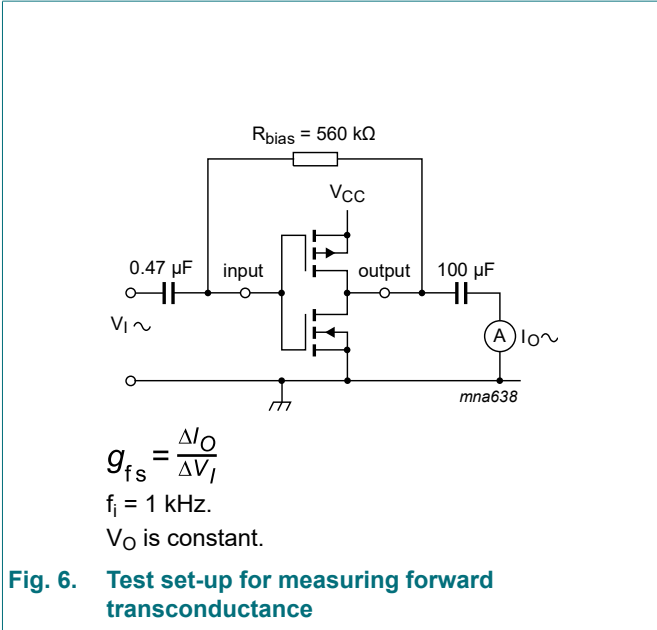 R_bias = 560 kΩ
V_CC
0.47 μF input output 100 μF
V_I ~
A I_O ~
mna638
g_fs = ΔI_O / ΔV_I
f_i = 1 kHz.
V_O is constant.
Fig. 6. Test set-up for measuring forward
transconductance